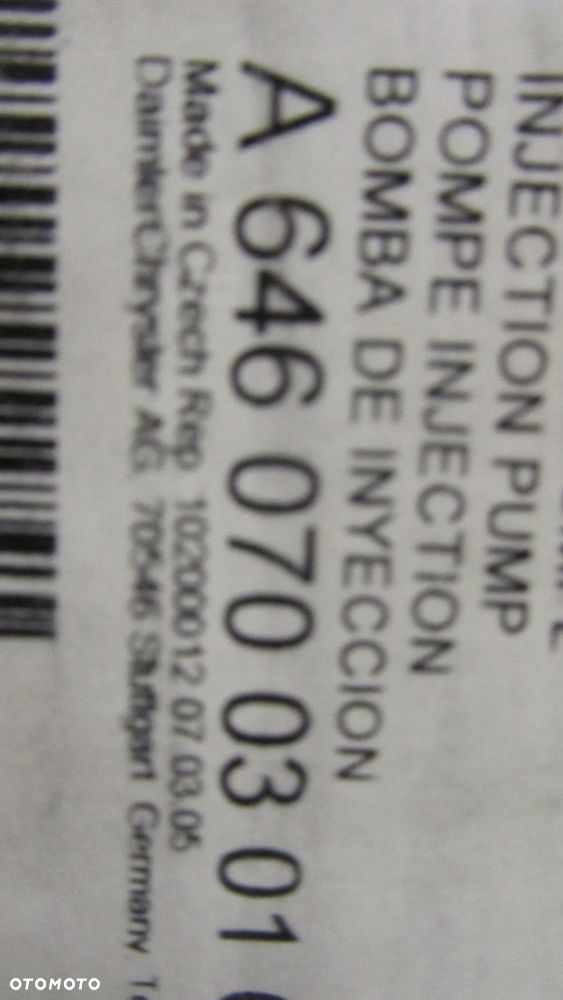 INJECTION PUMP
POMPE INJECTION
BOMBA DE INYECCION
A 646 070 03 01
Made in Czech Rep 102000012 07.03.05
DaimlerChrysler AG, 70546 Stuttgart Germany
OTOMOTO